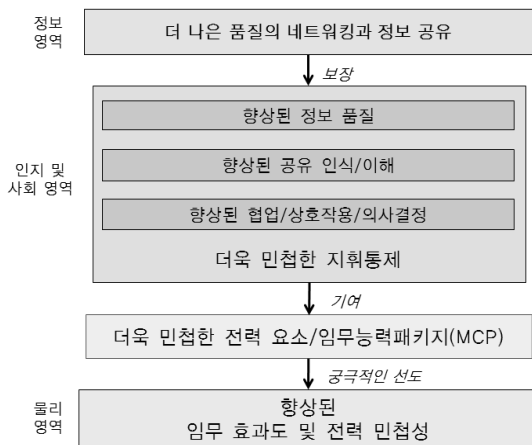 정보
영역
더 나은 품질의 네트워킹과 정보 공유
보장
향상된 정보 품질
인지 및
사회 영역
향상된 공유 인식/이해
향상된 협업/상호작용/의사결정
더욱 민첩한 지휘통제
기여
더욱 민첩한 전력 요소/임무능력패키지(MCP)
궁극적인 선도
물리
영역
향상된
임무 효과도 및 전력 민첩성